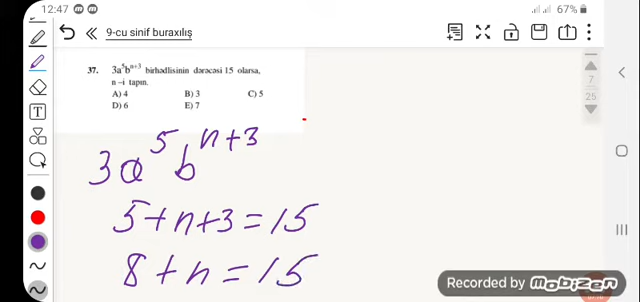 12:47
67%
9-cu sinif buraxılış
37. 3a⁵bⁿ⁺³ birhədlisinin dərəcəsi 15 olarsa,
n –i tapın.
A) 4 B) 3 C) 5
D) 6 E) 7
7
25
T
3a⁵bⁿ⁺³
5+n+3=15
8+n=15
Recorded by mobizen